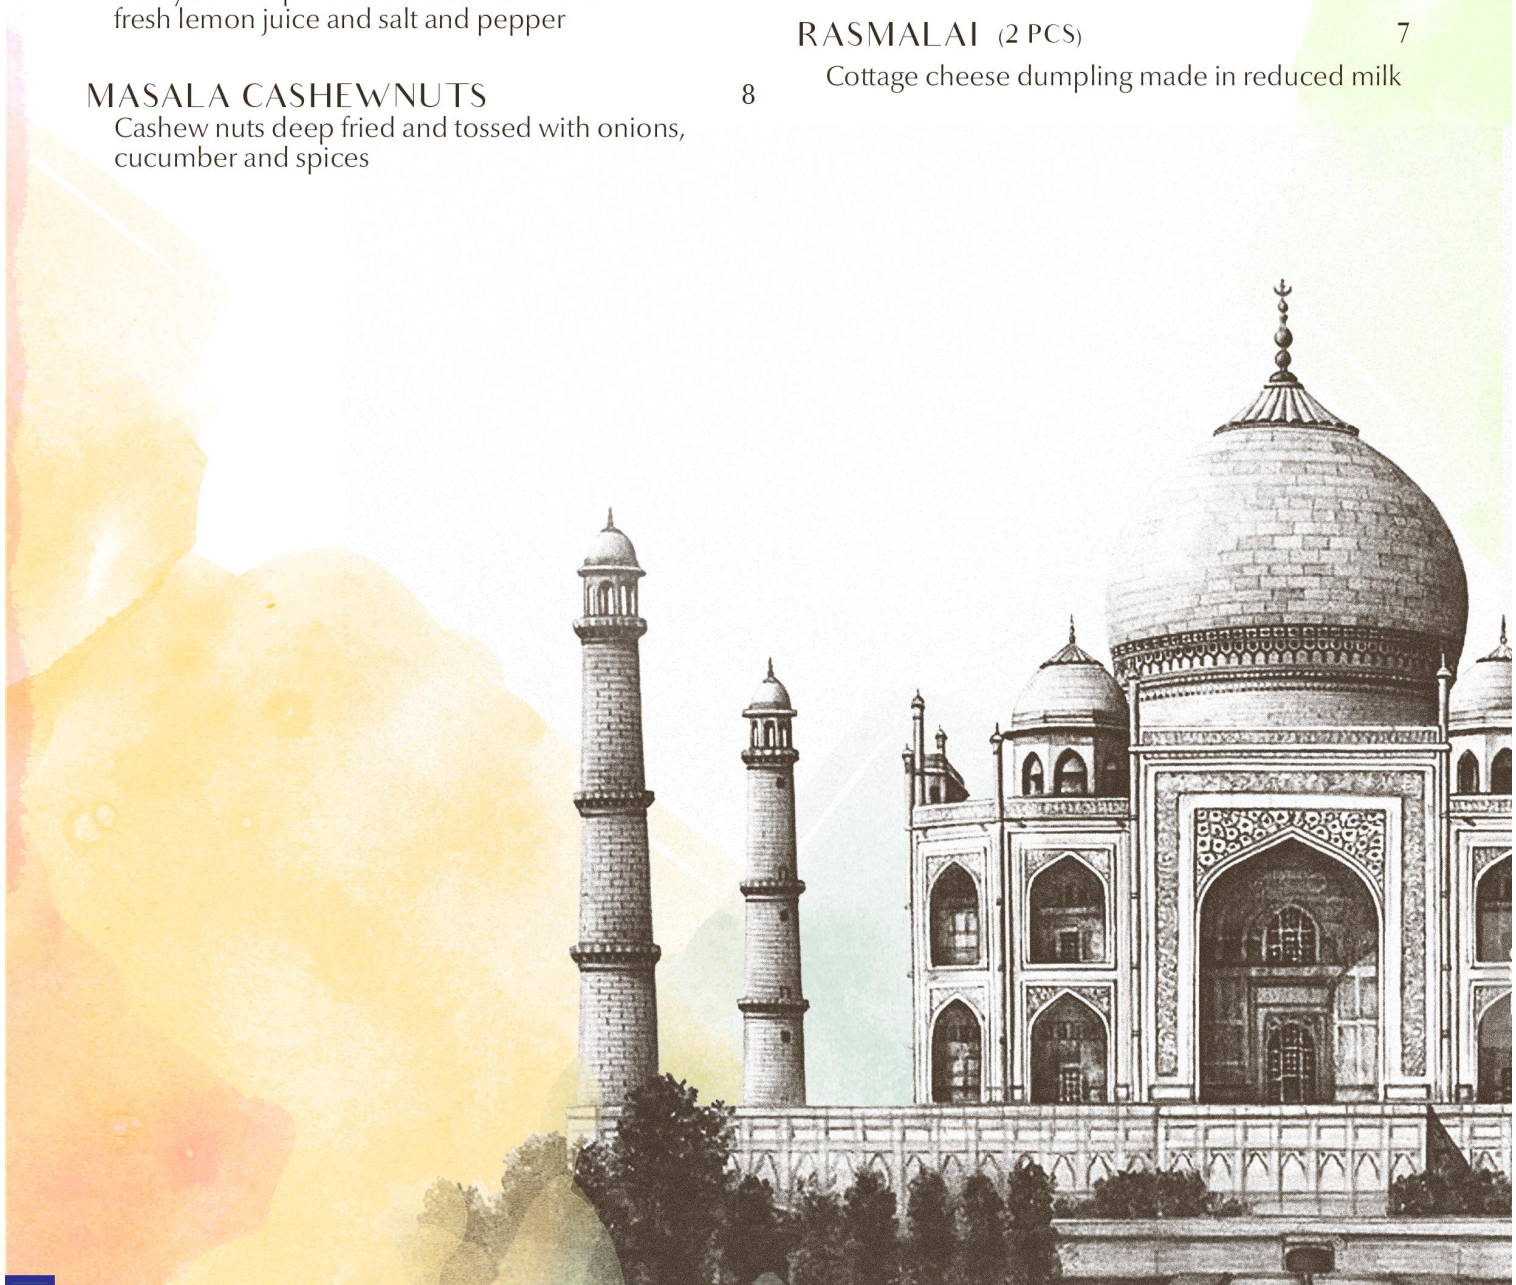 fresh lemon juice and salt and pepper
MASALA CASHEWNUTS 8
Cashew nuts deep fried and tossed with onions,
cucumber and spices
RASMALAI (2 PCS) 7
Cottage cheese dumpling made in reduced milk